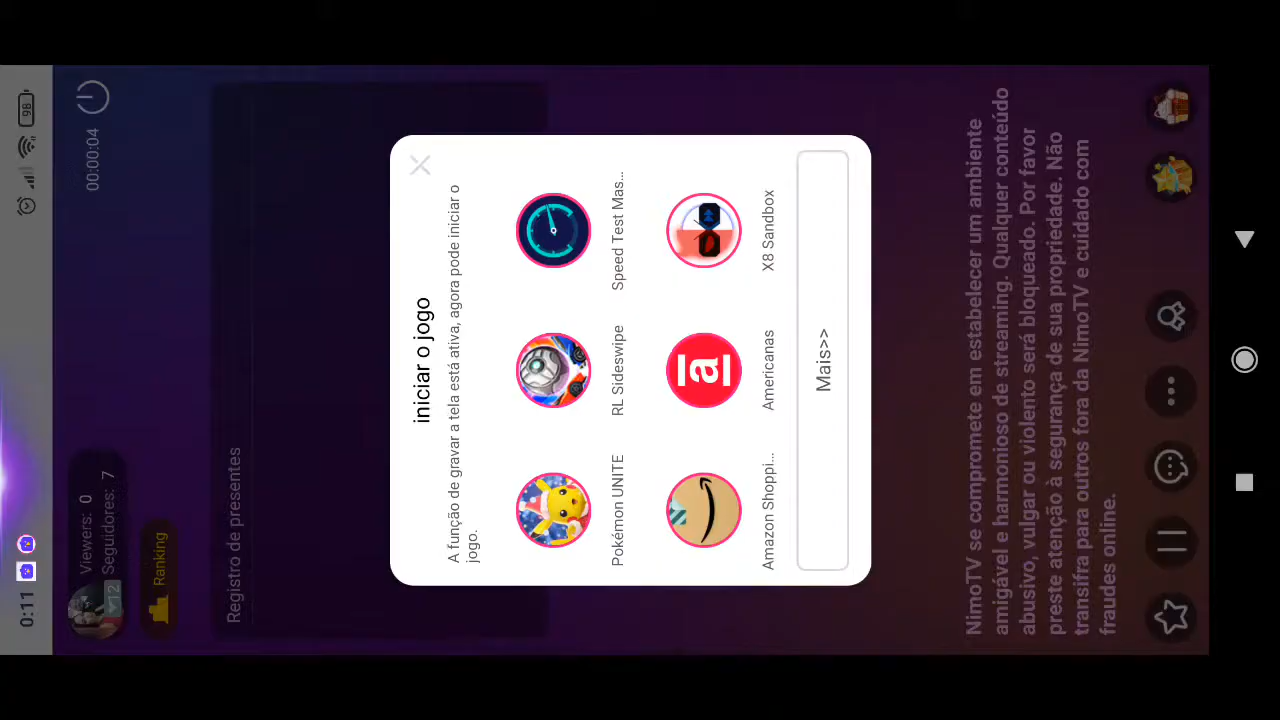 0:11
98
Viewers: 0
Seguidores: 7
12
00:00:04
Ranking
Registro de presentes
iniciar o jogo
A função de gravar a tela está ativa, agora pode iniciar o
jogo.
Pokémon UNITE
RL Sideswipe
Speed Test Mas...
a
Amazon Shoppi...
Americanas
X8 Sandbox
Mais>>
NimoTV se compromete em estabelecer um ambiente
amigável e harmonioso de streaming. Qualquer conteúdo
abusivo, vulgar ou violento será bloqueado. Por favor
preste atenção à segurança de sua propriedade. Não
transifra para outros fora da NimoTV e cuidado com
fraudes online.